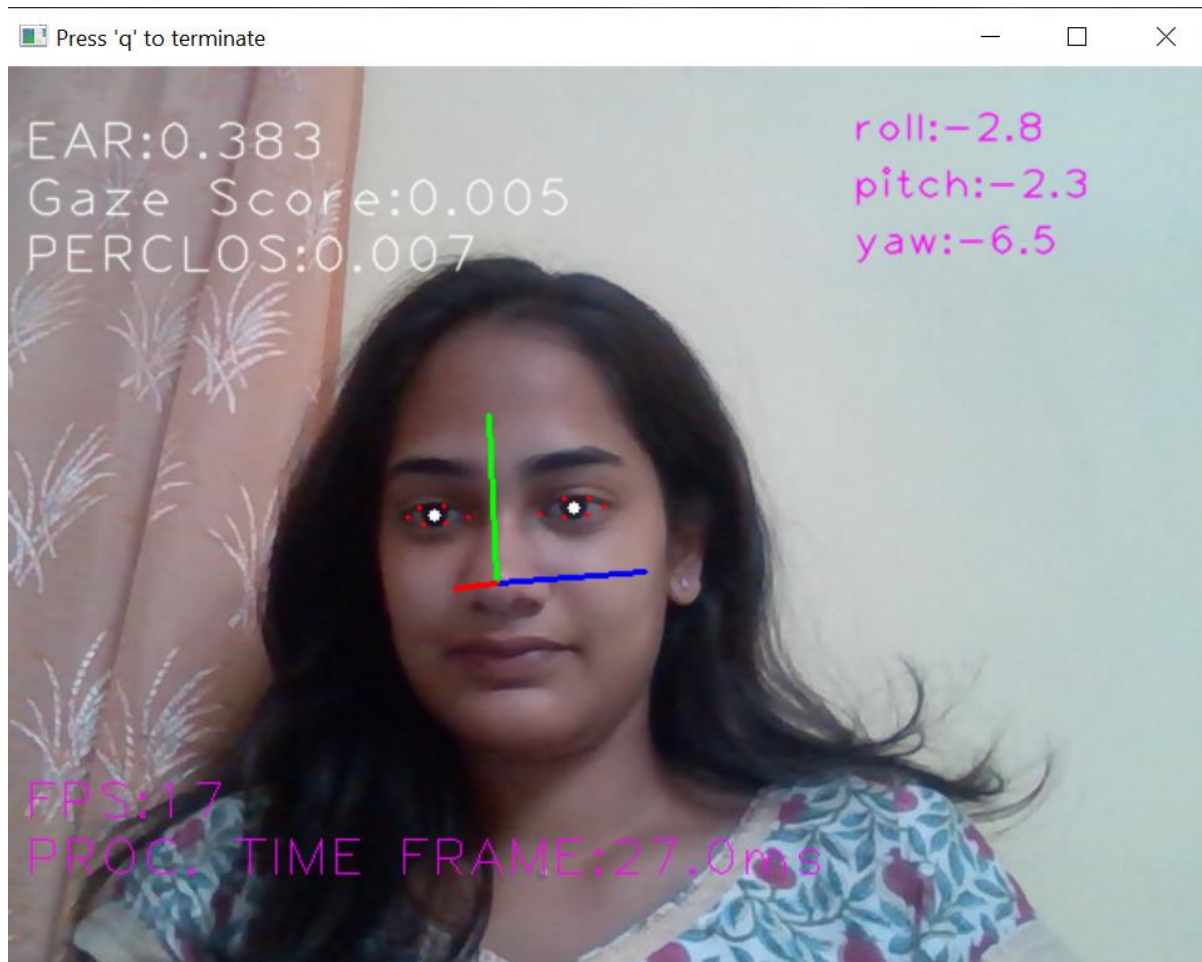 Press 'q' to terminate
EAR:0.383
Gaze Score:0.005
PERCLOS:0.007
roll:-2.8
pitch:-2.3
yaw:-6.5
FPS:17
PROC. TIME FRAME:27.0ms